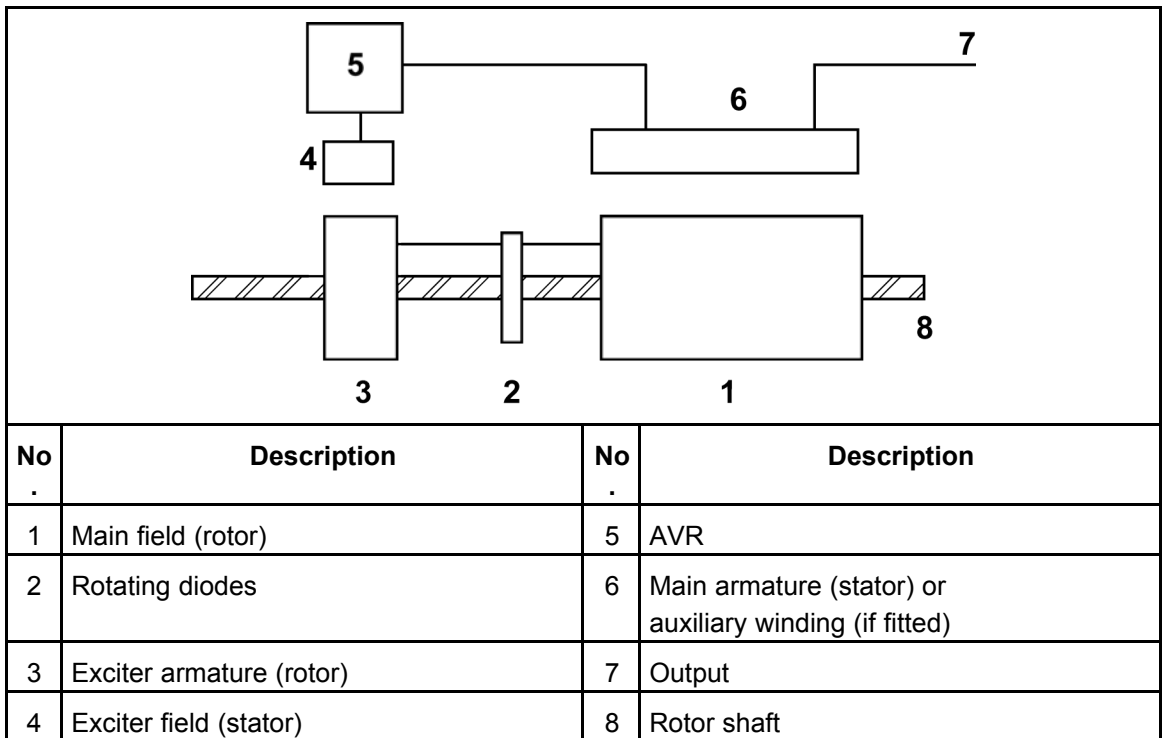 5
7
6
4
8
3 2 1
No. Description No. Description
1 Main field (rotor) 5 AVR
2 Rotating diodes 6 Main armature (stator) or
auxiliary winding (if fitted)
3 Exciter armature (rotor) 7 Output
4 Exciter field (stator) 8 Rotor shaft